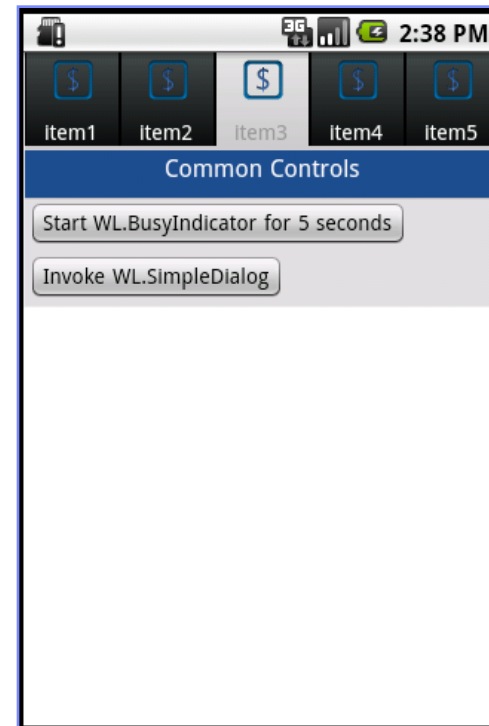 3G 2:38 PM
$ $ $ $ $
item1 item2 item3 item4 item5
Common Controls
Start WL.BusyIndicator for 5 seconds
Invoke WL.SimpleDialog